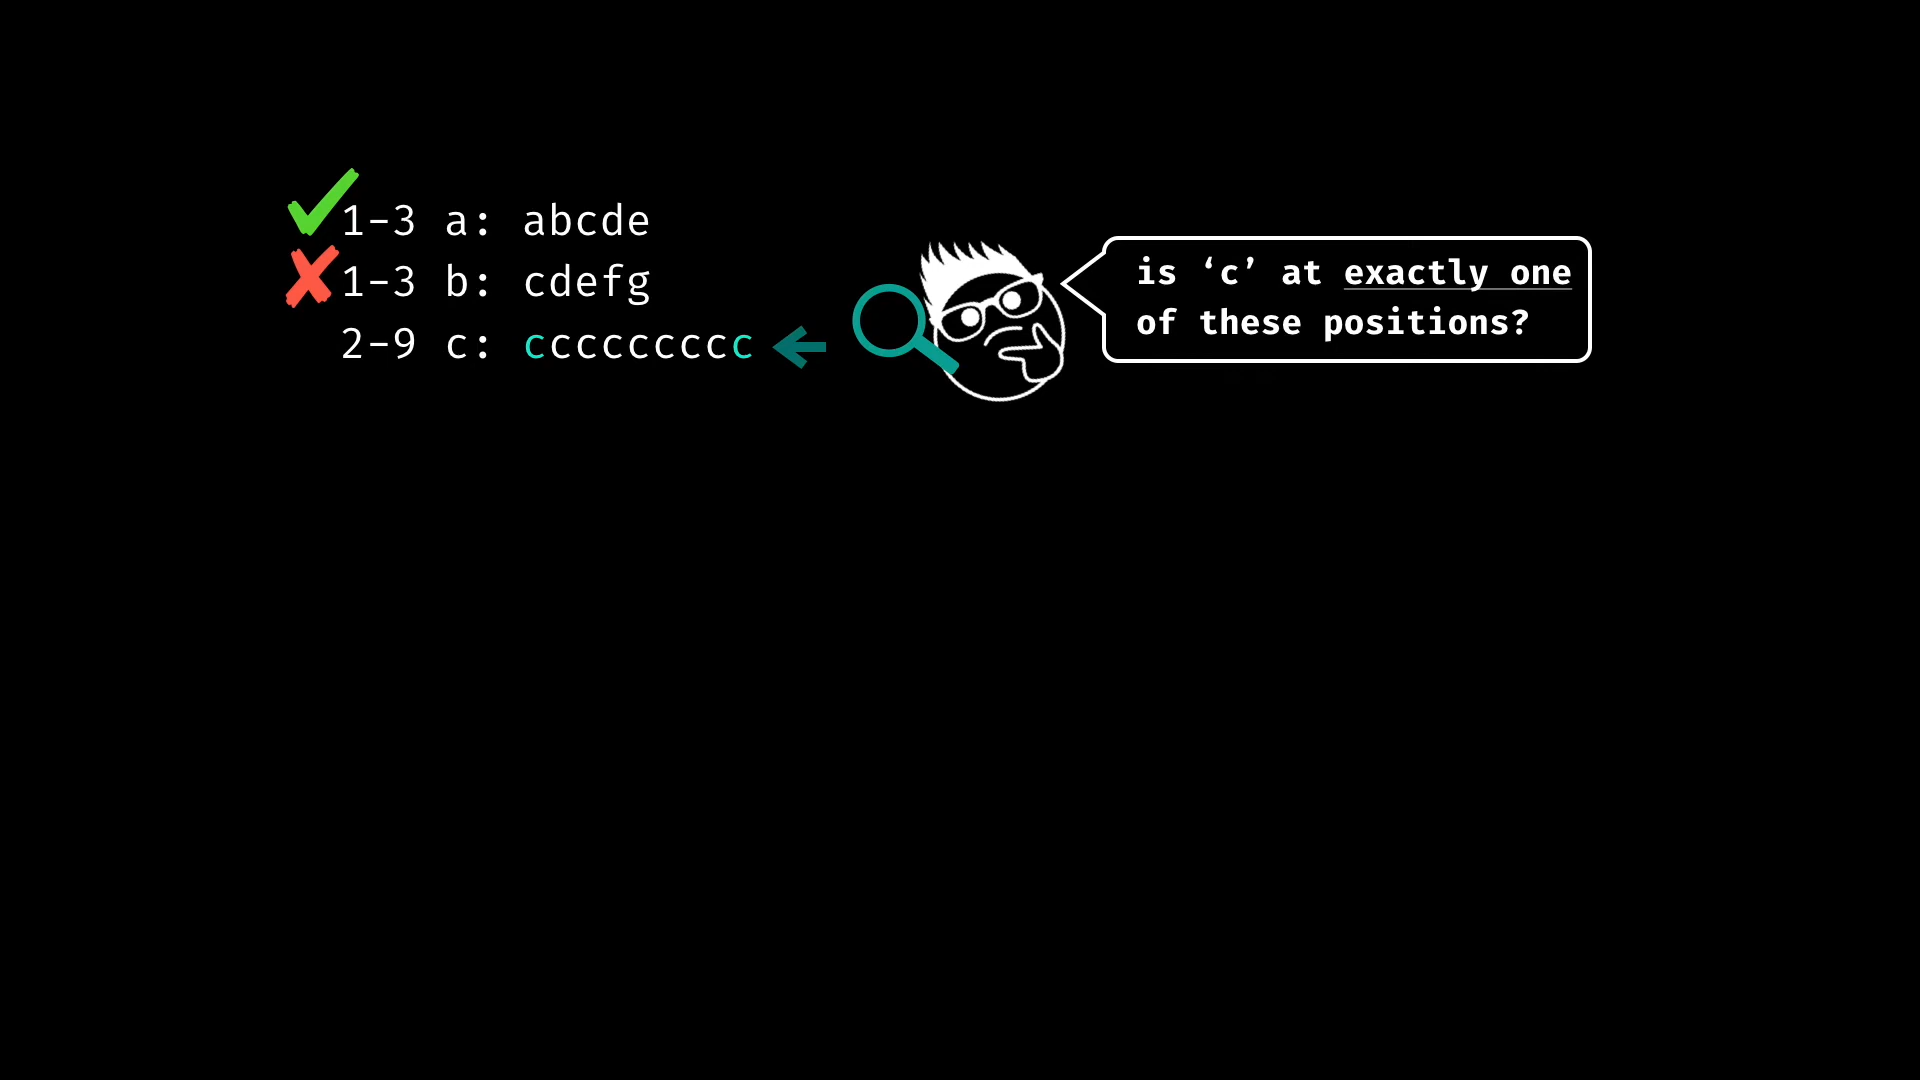 1-3 a: abcde
1-3 b: cdefg
2-9 c: ccccccccc
is ‘c’ at exactly one
of these positions?